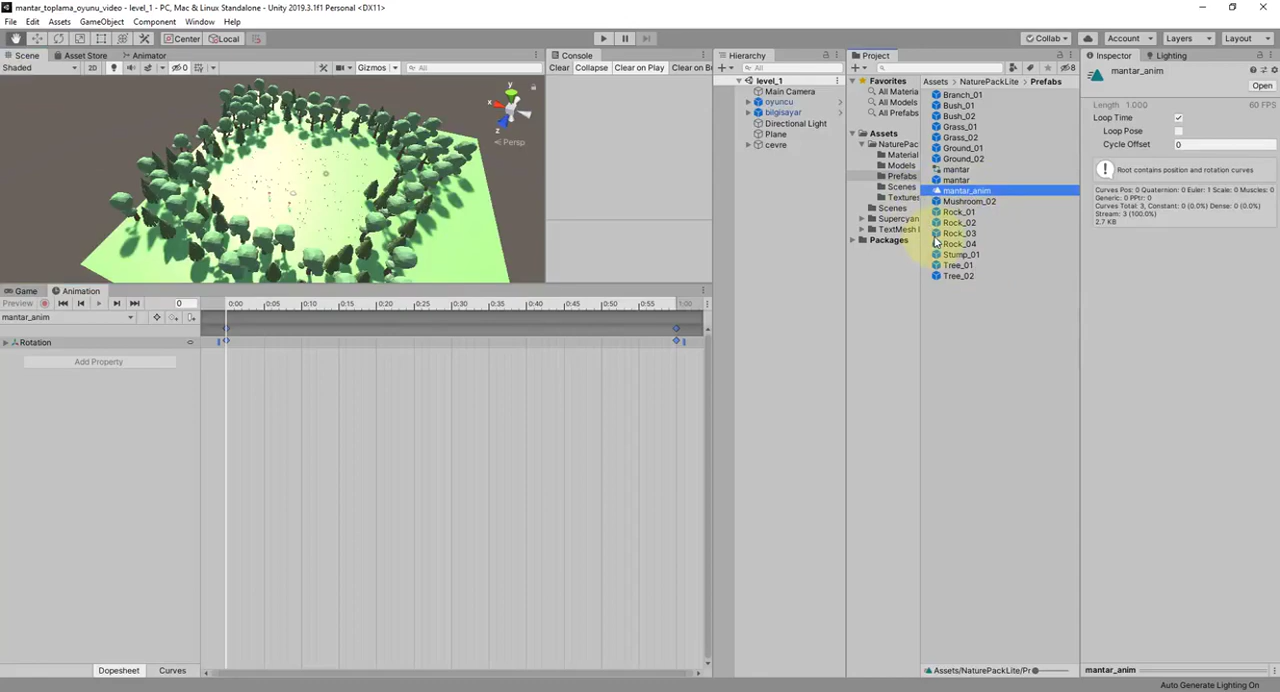 mantar_toplama_oyunu_video - level_1 - PC, Mac & Linux Standalone - Unity 2019.3.1f1 Personal <DX11>
File Edit Assets GameObject Component Window Help
Center Local Collab Account Layers Layout
Scene Asset Store Animator
Shaded 2D 0 Gizmos All
y
x
z
Persp
Console
Clear Collapse Clear on Play Clear on Bu
Hierarchy
All
level_1
Main Camera
oyuncu
bilgisayar
Directional Light
Plane
cevre
Project
8
Favorites
All Materia
All Models
All Prefabs
Assets
NaturePac
Material
Models
Prefabs
Scenes
Textures
Scenes
Supercyan
TextMesh
Packages
Assets > NaturePackLite > Prefabs
Branch_01
Bush_01
Bush_02
Grass_01
Grass_02
Ground_01
Ground_02
mantar
mantar
mantar_anim
Mushroom_02
Rock_01
Rock_02
Rock_03
Rock_04
Stump_01
Tree_01
Tree_02
Assets/NaturePackLite/Pr
Inspector Lighting
mantar_anim
Open
Length 1.000 60 FPS
Loop Time
Loop Pose
Cycle Offset 0
Root contains position and rotation curves
Curves Pos: 0 Quaternion: 0 Euler: 1 Scale: 0 Muscles: 0
Generic: 0 PPtr: 0
Curves Total: 3, Constant: 0 (0.0%) Dense: 0 (0.0%)
Stream: 3 (100.0%)
2.7 KB
mantar_anim
Game Animation
Preview 0 0:00 0:05 0:10 0:15 0:20 0:25 0:30 0:35 0:40 0:45 0:50 0:55 1:00
mantar_anim
Rotation
Add Property
Dopesheet Curves
Auto Generate Lighting On